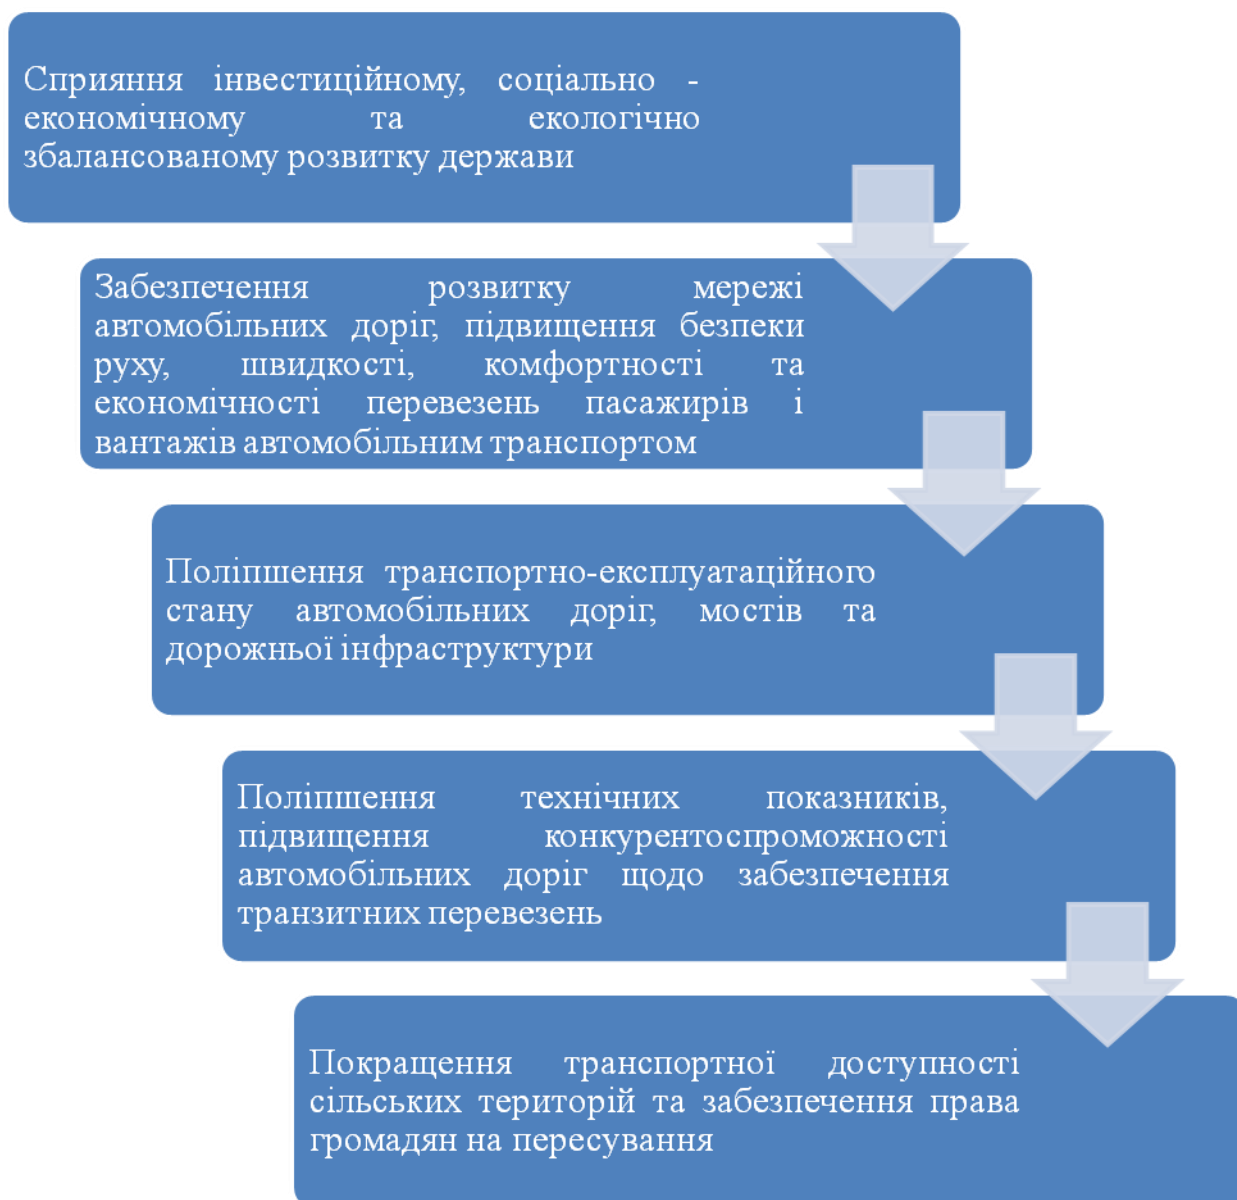 Сприяння інвестиційному, соціально -
економічному та екологічно
збалансованому розвитку держави
Забезпечення розвитку мережі
автомобільних доріг, підвищення безпеки
руху, швидкості, комфортності та
економічності перевезень пасажирів і
вантажів автомобільним транспортом
Поліпшення транспортно-експлуатаційного
стану автомобільних доріг, мостів та
дорожньої інфраструктури
Поліпшення технічних показників,
підвищення конкурентоспроможності
автомобільних доріг щодо забезпечення
транзитних перевезень
Покращення транспортної доступності
сільських територій та забезпечення права
громадян на пересування